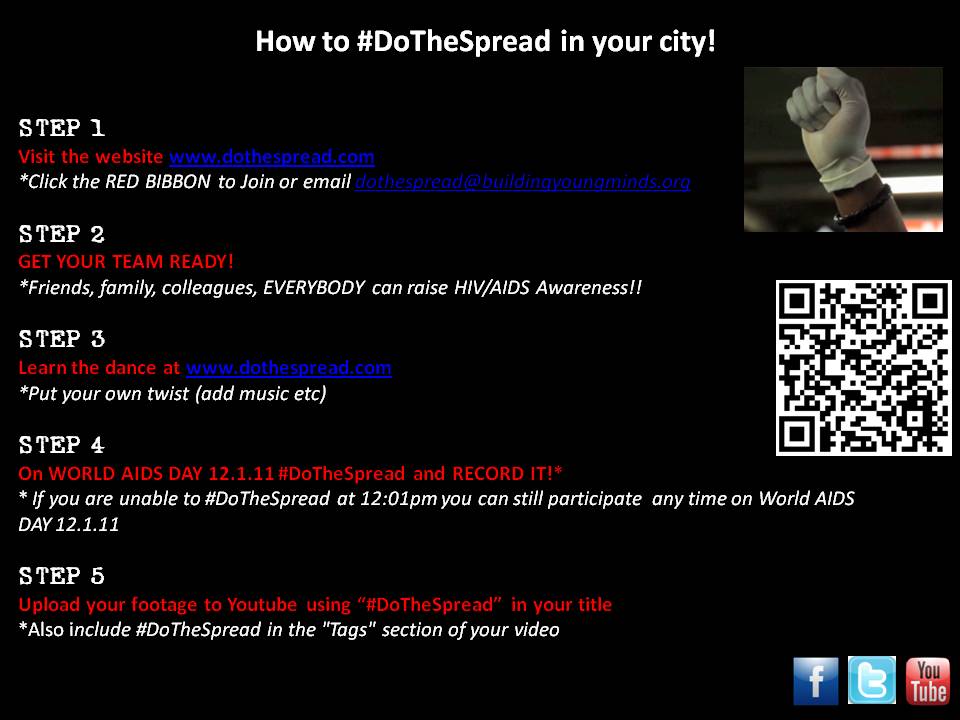 How to #DoTheSpread in your city!
STEP 1
Visit the website www.dothespread.com
*Click the RED BIBBON to Join or email dothespread@buildingyoungminds.org
STEP 2
GET YOUR TEAM READY!
*Friends, family, colleagues, EVERYBODY can raise HIV/AIDS Awareness!!
STEP 3
Learn the dance at www.dothespread.com
*Put your own twist (add music etc)
STEP 4
On WORLD AIDS DAY 12.1.11 #DoTheSpread and RECORD IT!*
* If you are unable to #DoTheSpread at 12:01pm you can still participate any time on World AIDS
DAY 12.1.11
STEP 5
Upload your footage to Youtube using “#DoTheSpread” in your title
*Also include #DoTheSpread in the "Tags" section of your video
f
t
You
Tube